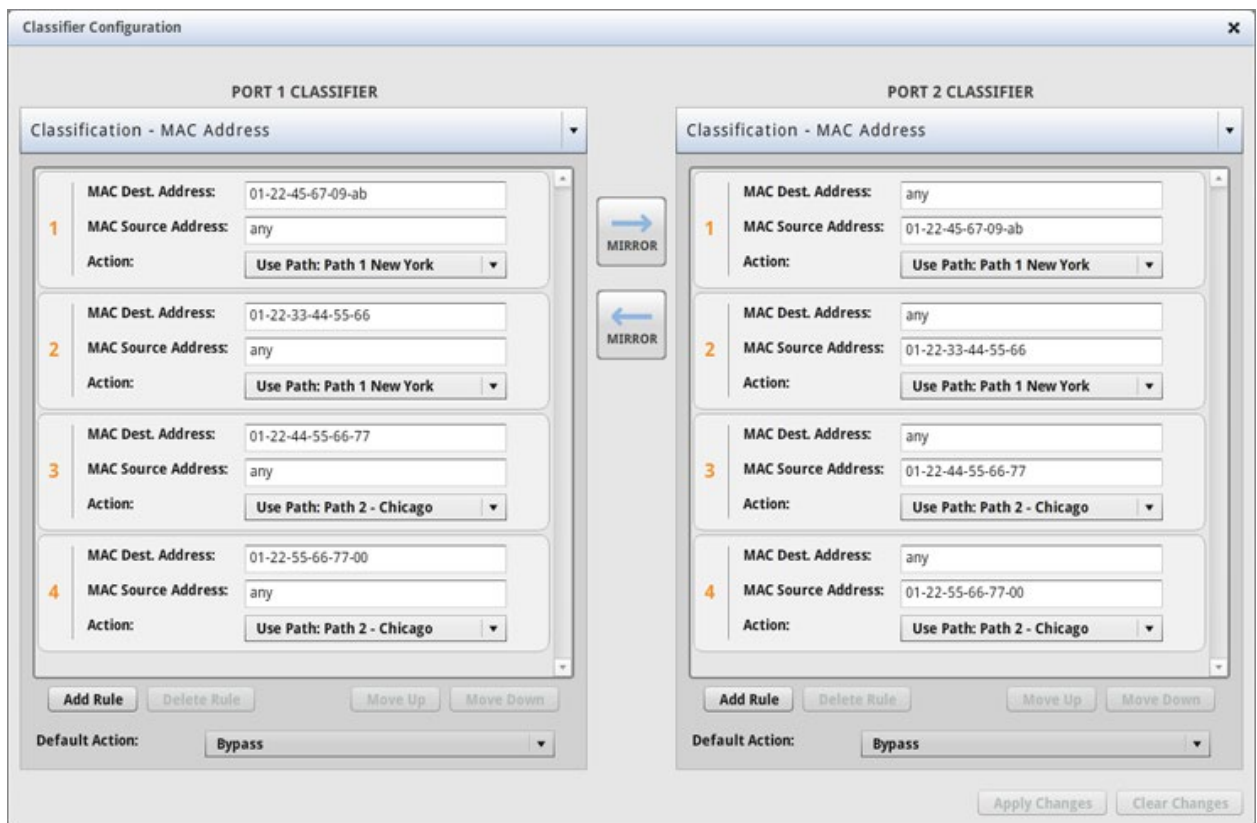 Classifier Configuration
PORT 1 CLASSIFIER
Classification - MAC Address
1
MAC Dest. Address: 01-22-45-67-09-ab
MAC Source Address: any
Action: Use Path: Path 1 New York
2
MAC Dest. Address: 01-22-33-44-55-66
MAC Source Address: any
Action: Use Path: Path 1 New York
3
MAC Dest. Address: 01-22-44-55-66-77
MAC Source Address: any
Action: Use Path: Path 2 - Chicago
4
MAC Dest. Address: 01-22-55-66-77-00
MAC Source Address: any
Action: Use Path: Path 2 - Chicago
Add Rule Delete Rule Move Up Move Down
Default Action: Bypass
MIRROR
MIRROR
PORT 2 CLASSIFIER
Classification - MAC Address
1
MAC Dest. Address: any
MAC Source Address: 01-22-45-67-09-ab
Action: Use Path: Path 1 New York
2
MAC Dest. Address: any
MAC Source Address: 01-22-33-44-55-66
Action: Use Path: Path 1 New York
3
MAC Dest. Address: any
MAC Source Address: 01-22-44-55-66-77
Action: Use Path: Path 2 - Chicago
4
MAC Dest. Address: any
MAC Source Address: 01-22-55-66-77-00
Action: Use Path: Path 2 - Chicago
Add Rule Delete Rule Move Up Move Down
Default Action: Bypass
Apply Changes Clear Changes